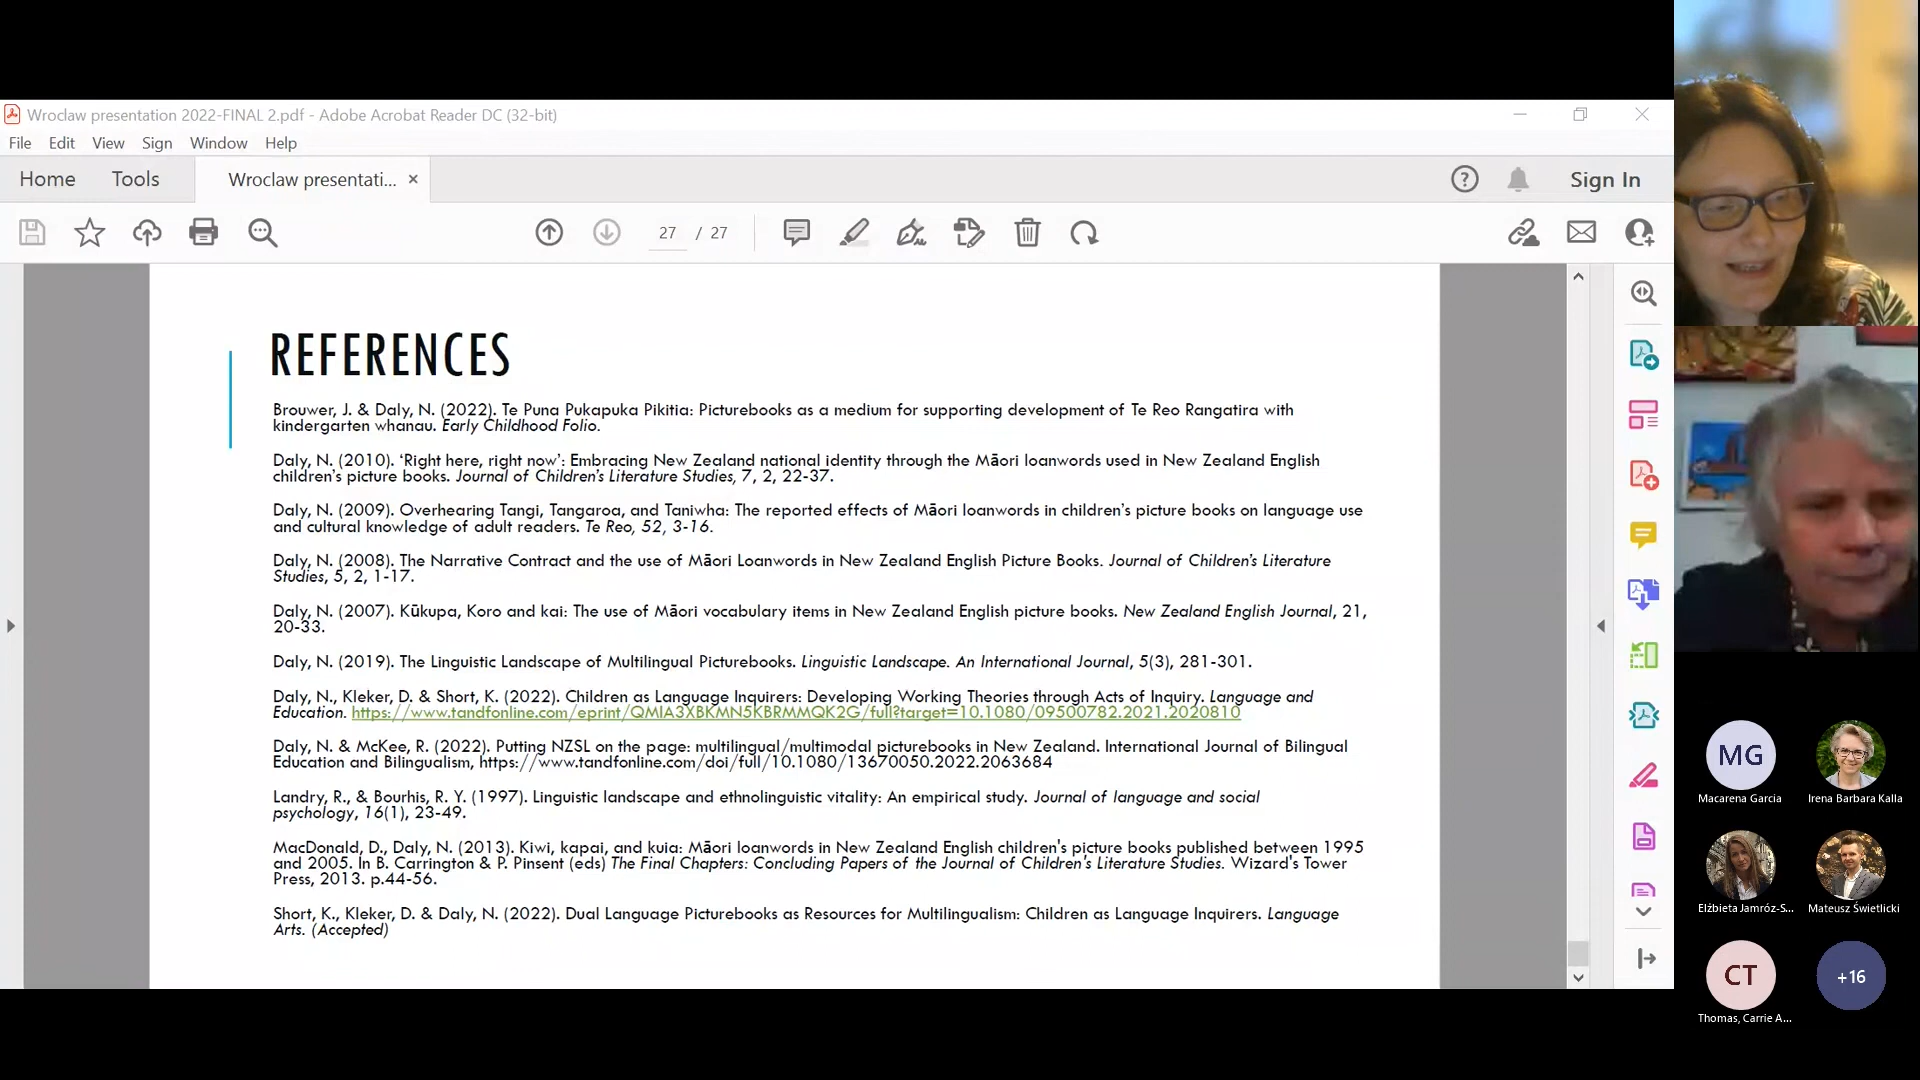 Wroclaw presentation 2022-FINAL 2.pdf - Adobe Acrobat Reader DC (32-bit)
File Edit View Sign Window Help
Home Tools Wroclaw presentati... × Sign In
27 / 27
REFERENCES
Brouwer, J. & Daly, N. (2022). Te Puna Pukapuka Pikitia: Picturebooks as a medium for supporting development of Te Reo Rangatira with
kindergarten whanau. Early Childhood Folio.
Daly, N. (2010). ‘Right here, right now’: Embracing New Zealand national identity through the Māori loanwords used in New Zealand English
children’s picture books. Journal of Children’s Literature Studies, 7, 2, 22-37.
Daly, N. (2009). Overhearing Tangi, Tangaroa, and Taniwha: The reported effects of Māori loanwords in children’s picture books on language use
and cultural knowledge of adult readers. Te Reo, 52, 3-16.
Daly, N. (2008). The Narrative Contract and the use of Māori Loanwords in New Zealand English Picture Books. Journal of Children’s Literature
Studies, 5, 2, 1-17.
Daly, N. (2007). Kūkupa, Koro and kai: The use of Māori vocabulary items in New Zealand English picture books. New Zealand English Journal, 21,
20-33.
Daly, N. (2019). The Linguistic Landscape of Multilingual Picturebooks. Linguistic Landscape. An International Journal, 5(3), 281-301.
Daly, N., Kleker, D. & Short, K. (2022). Children as Language Inquirers: Developing Working Theories through Acts of Inquiry. Language and
Education. https://www.tandfonline.com/eprint/QMIA3XBKMN5KBRMMQK2G/full?target=10.1080/09500782.2021.2020810
Daly, N. & McKee, R. (2022). Putting NZSL on the page: multilingual/multimodal picturebooks in New Zealand. International Journal of Bilingual
Education and Bilingualism, https://www.tandfonline.com/doi/full/10.1080/13670050.2022.2063684
Landry, R., & Bourhis, R. Y. (1997). Linguistic landscape and ethnolinguistic vitality: An empirical study. Journal of language and social
psychology, 16(1), 23-49.
MacDonald, D., Daly, N. (2013). Kiwi, kapai, and kuia: Māori loanwords in New Zealand English children's picture books published between 1995
and 2005. In B. Carrington & P. Pinsent (eds) The Final Chapters: Concluding Papers of the Journal of Children's Literature Studies. Wizard's Tower
Press, 2013. p.44-56.
Short, K., Kleker, D. & Daly, N. (2022). Dual Language Picturebooks as Resources for Multilingualism: Children as Language Inquirers. Language
Arts. (Accepted)
MG
Macarena Garcia
Irena Barbara Kalla
Elżbieta Jamróz-S...
Mateusz Świetlicki
CT
Thomas, Carrie A...
+16